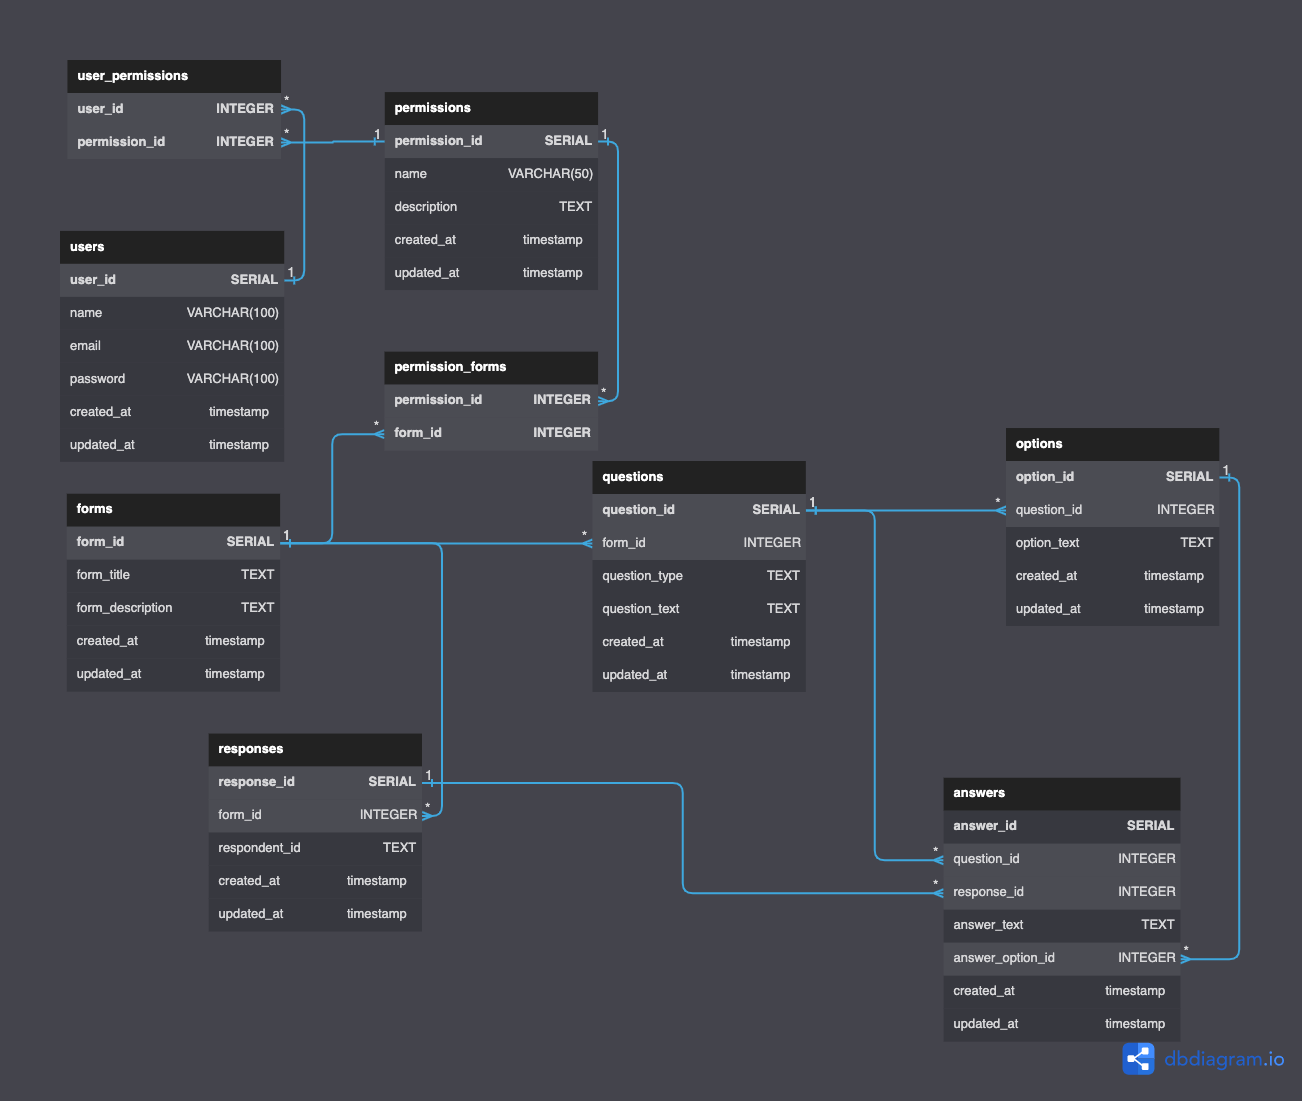 user_permissions
user_id INTEGER *
permission_id INTEGER *
permissions
1 permission_id SERIAL 1
name VARCHAR(50)
description TEXT
created_at timestamp
updated_at timestamp
users
user_id SERIAL 1
name VARCHAR(100)
email VARCHAR(100)
password VARCHAR(100)
created_at timestamp
updated_at timestamp
permission_forms
permission_id INTEGER *
* form_id INTEGER
forms
form_id SERIAL 1
form_title TEXT
form_description TEXT
created_at timestamp
updated_at timestamp
questions
question_id SERIAL 1
* form_id INTEGER
question_type TEXT
question_text TEXT
created_at timestamp
updated_at timestamp
options
option_id SERIAL 1
* question_id INTEGER
option_text TEXT
created_at timestamp
updated_at timestamp
responses
response_id SERIAL 1
form_id INTEGER *
respondent_id TEXT
created_at timestamp
updated_at timestamp
answers
answer_id SERIAL
* question_id INTEGER
* response_id INTEGER
answer_text TEXT
answer_option_id INTEGER *
created_at timestamp
updated_at timestamp
dbdiagram.io